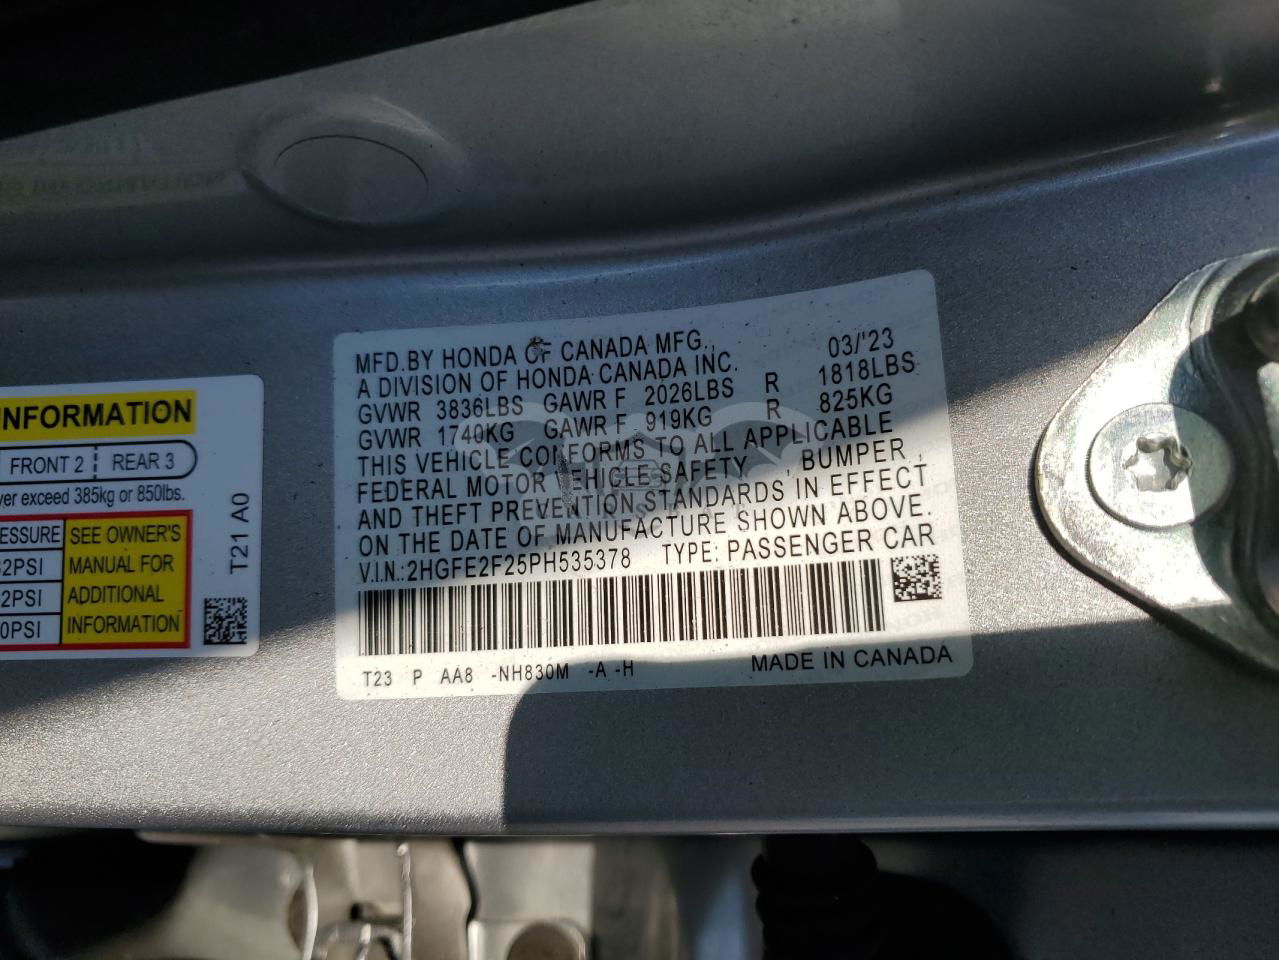 INFORMATION
FRONT 2 REAR 3
ver exceed 385kg or 850lbs.
ESSURE SEE OWNER'S
2PSI MANUAL FOR
2PSI ADDITIONAL
0PSI INFORMATION
T21 A0
MFD.BY HONDA OF CANADA MFG., 03/'23
A DIVISION OF HONDA CANADA INC.
GVWR 3836LBS GAWR F 2026LBS R 1818LBS
GVWR 1740KG GAWR F 919KG R 825KG
THIS VEHICLE CONFORMS TO ALL APPLICABLE
FEDERAL MOTOR VEHICLE SAFETY , BUMPER ,
AND THEFT PREVENTION STANDARDS IN EFFECT
ON THE DATE OF MANUFACTURE SHOWN ABOVE.
V.I.N.:2HGFE2F25PH535378 TYPE: PASSENGER CAR
T23 P AA8 -NH830M -A -H MADE IN CANADA